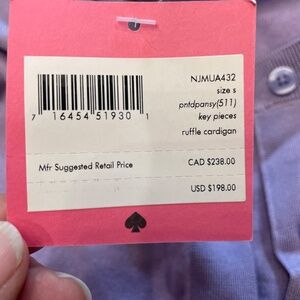 NJMUA432
size s
pntdpansy(511)
key pieces
ruffle cardigan
7 16454 51930 1
Mfr Suggested Retail Price
CAD $238.00
USD $198.00